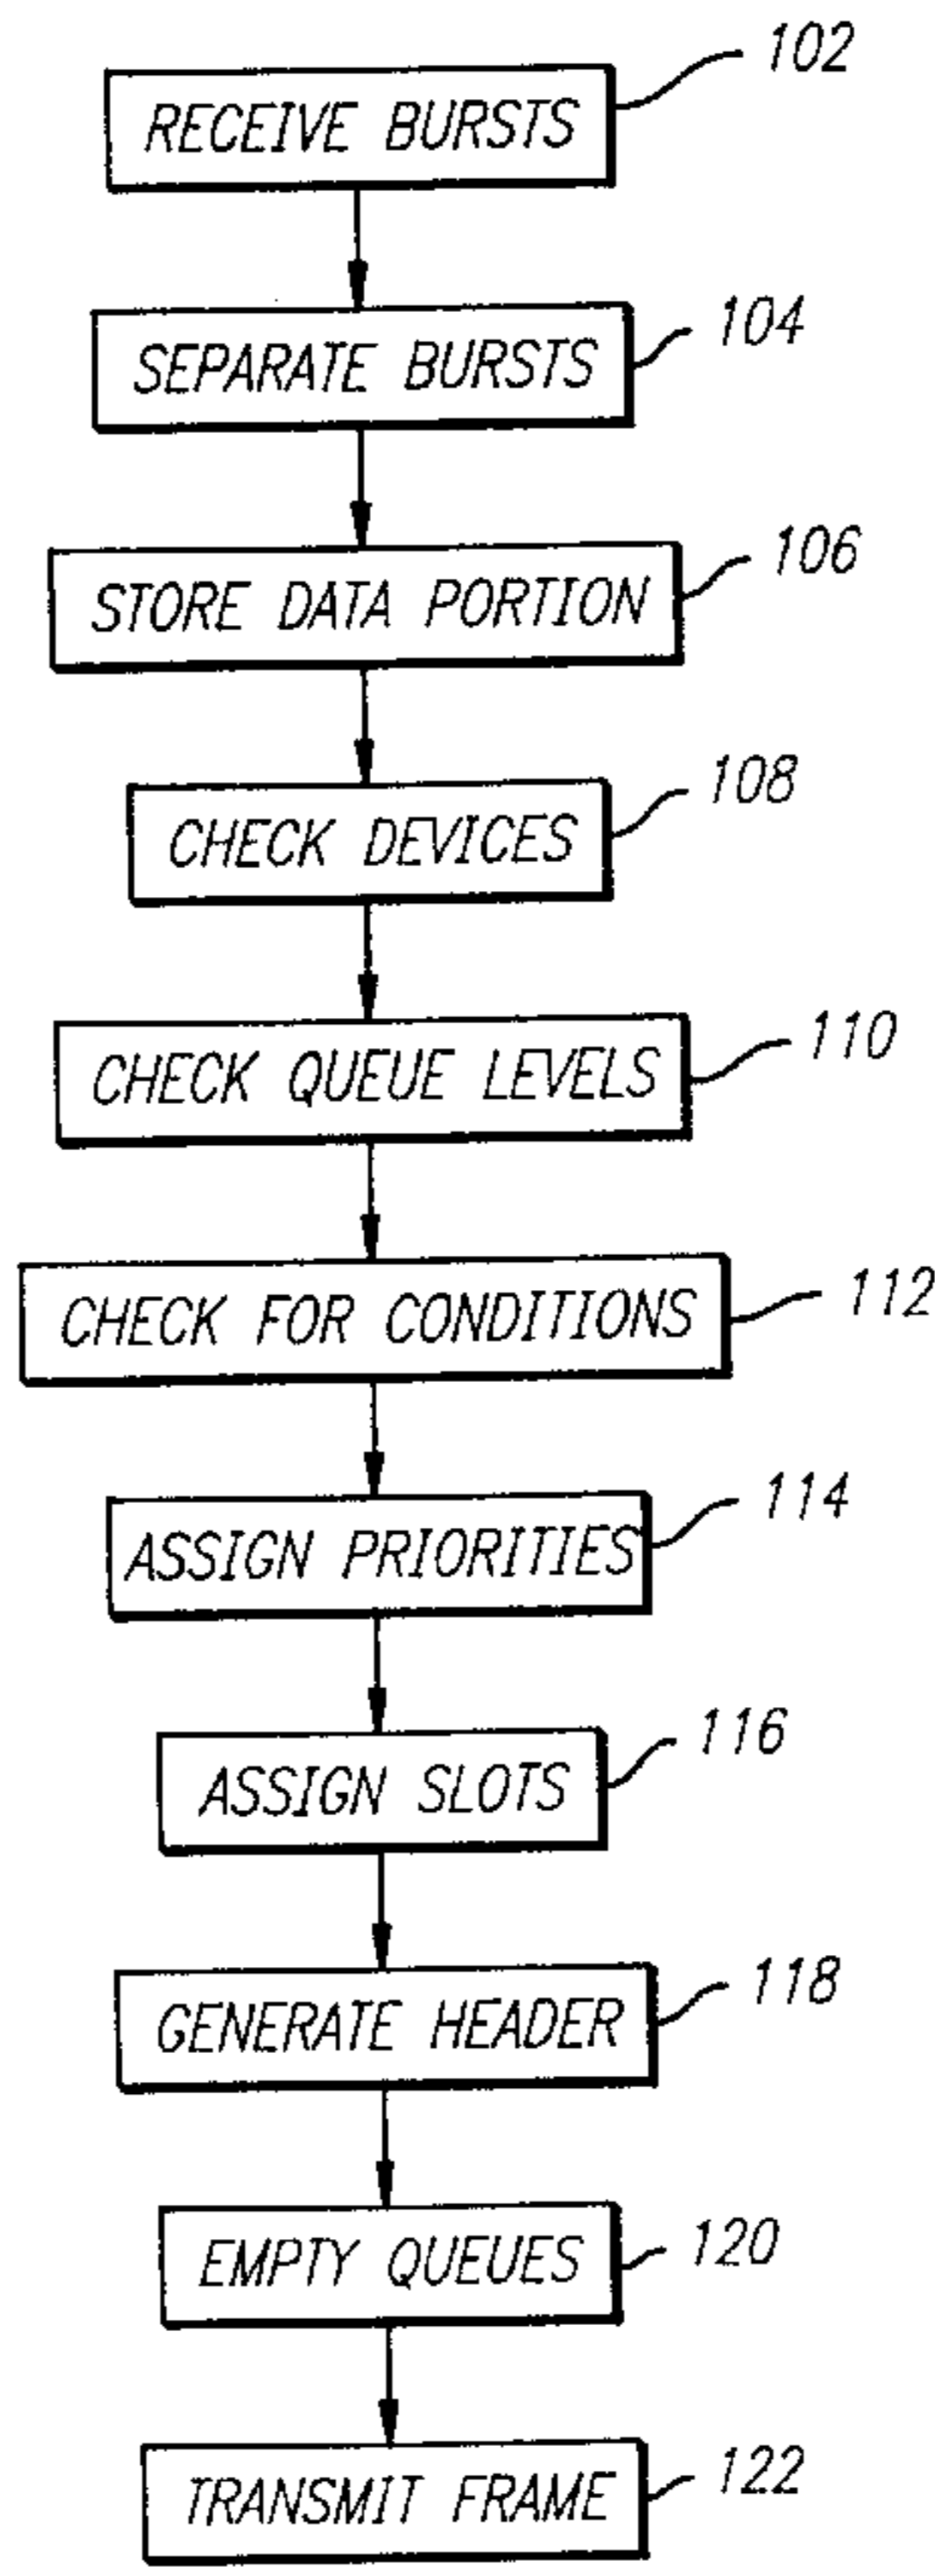 102
RECEIVE BURSTS
104
SEPARATE BURSTS
106
STORE DATA PORTION
108
CHECK DEVICES
110
CHECK QUEUE LEVELS
112
CHECK FOR CONDITIONS
114
ASSIGN PRIORITIES
116
ASSIGN SLOTS
118
GENERATE HEADER
120
EMPTY QUEUES
122
TRANSMIT FRAME